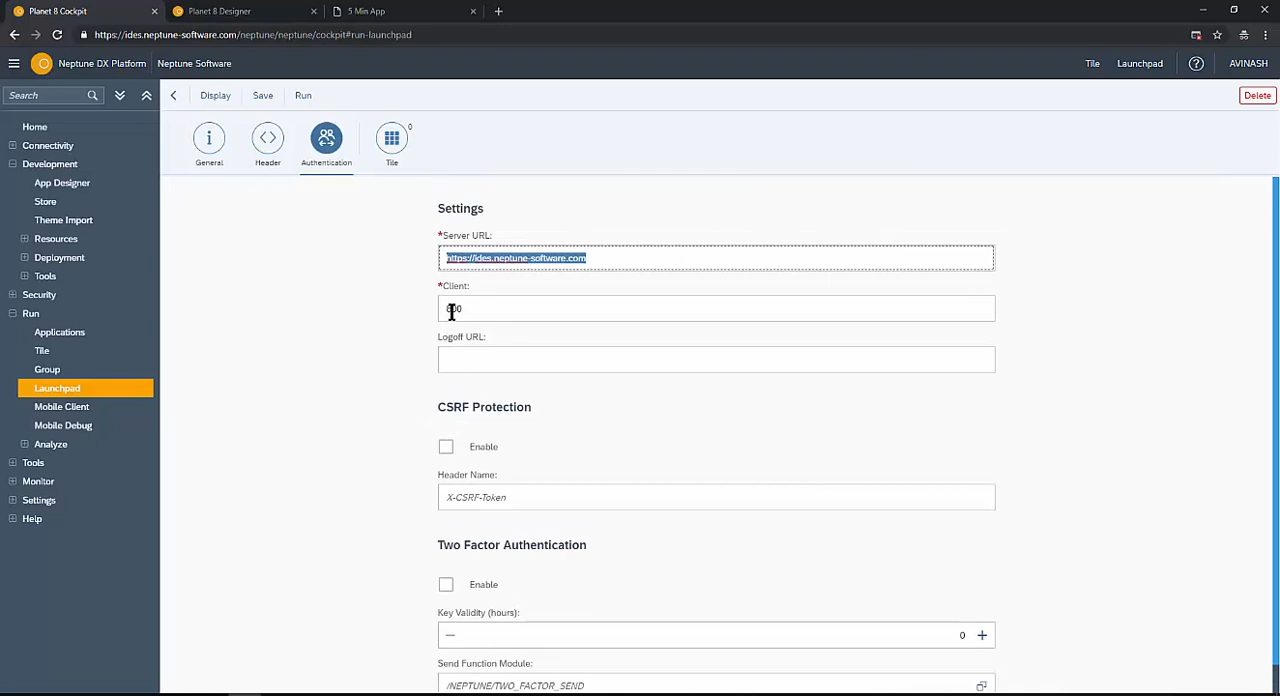 Planet 8 Cockpit
Planet 8 Designer
5 Min App
https://ides.neptune-software.com/neptune/neptune/cockpit#run-launchpad
Neptune DX Platform
Neptune Software
Tile
Launchpad
AVINASH
Search
Display
Save
Run
Delete
Home
Connectivity
Development
App Designer
Store
Theme Import
Resources
Deployment
Tools
Security
Run
Applications
Tile
Group
Launchpad
Mobile Client
Mobile Debug
Analyze
Tools
Monitor
Settings
Help
General
Header
Authentication
0
Tile
Settings
*Server URL:
https://ides.neptune-software.com
*Client:
Logoff URL:
CSRF Protection
Enable
Header Name:
X-CSRF-Token
Two Factor Authentication
Enable
Key Validity (hours):
0
Send Function Module:
/NEPTUNE/TWO_FACTOR_SEND